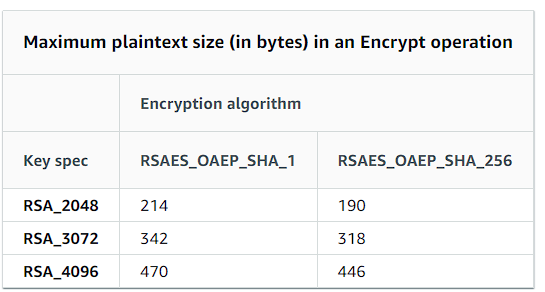 Maximum plaintext size (in bytes) in an Encrypt operation
Encryption algorithm
Key spec RSAES_OAEP_SHA_1 RSAES_OAEP_SHA_256
RSA_2048 214 190
RSA_3072 342 318
RSA_4096 470 446